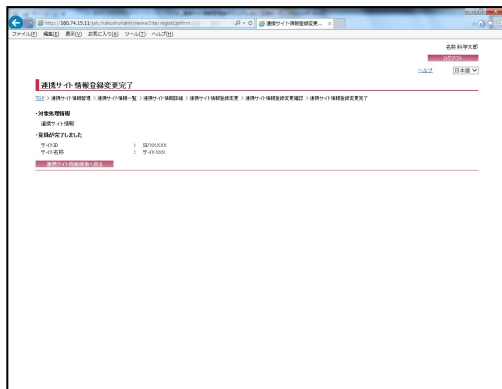 http://160.74.15.11/
連携サイト情報登録変更...
ファイル(F) 編集(E) 表示(V) お気に入り(A) ツール(T) ヘルプ(H)
名称 科学太郎
ログアウト
ヘルプ
日本語
連携サイト情報登録変更完了
TOP > 連携サイト情報管理 > 連携サイト情報一覧 > 連携サイト情報詳細 > 連携サイト情報登録変更 > 連携サイト情報登録変更確認 > 連携サイト情報登録変更完了
・対象処理情報
連携サイト情報
・登録が完了しました
サイトID : SI/XXXXXX
サイト名称 : サイトXXX
連携サイト情報検索へ戻る